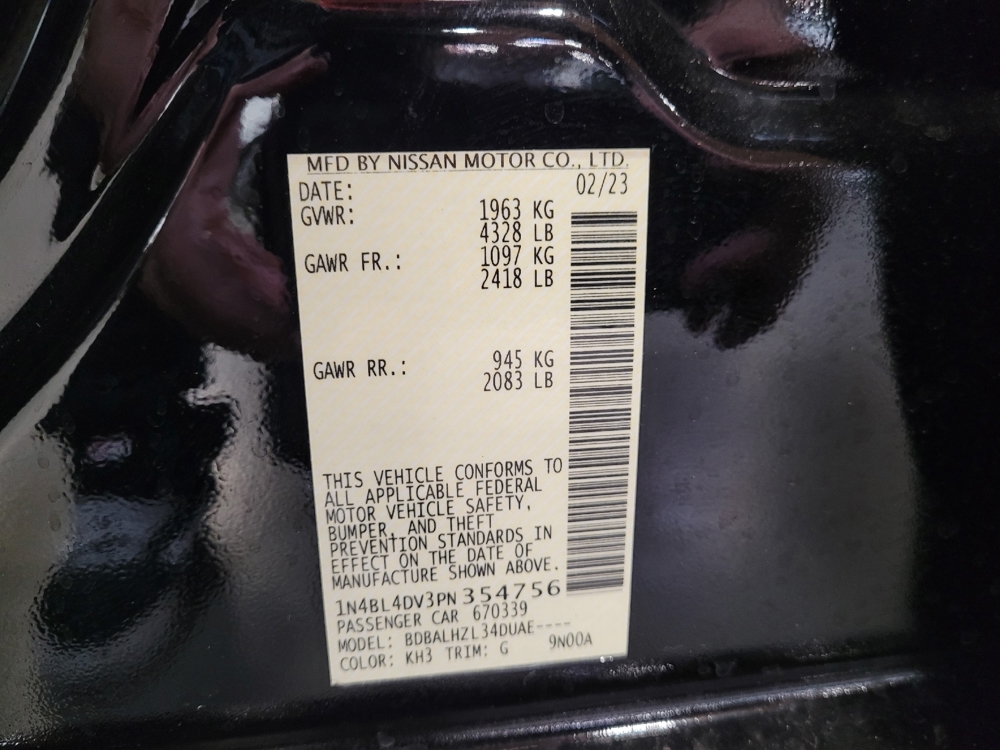 MFD BY NISSAN MOTOR CO., LTD.
DATE: 02/23
GVWR: 1963 KG
4328 LB
GAWR FR.: 1097 KG
2418 LB
GAWR RR.: 945 KG
2083 LB
THIS VEHICLE CONFORMS TO
ALL APPLICABLE FEDERAL
MOTOR VEHICLE SAFETY,
BUMPER, AND THEFT
PREVENTION STANDARDS IN
EFFECT ON THE DATE OF
MANUFACTURE SHOWN ABOVE.
1N4BL4DV3PN354756
PASSENGER CAR 670339
MODEL: BDBALHZL34DUAE----
COLOR: KH3 TRIM: G 9N00A